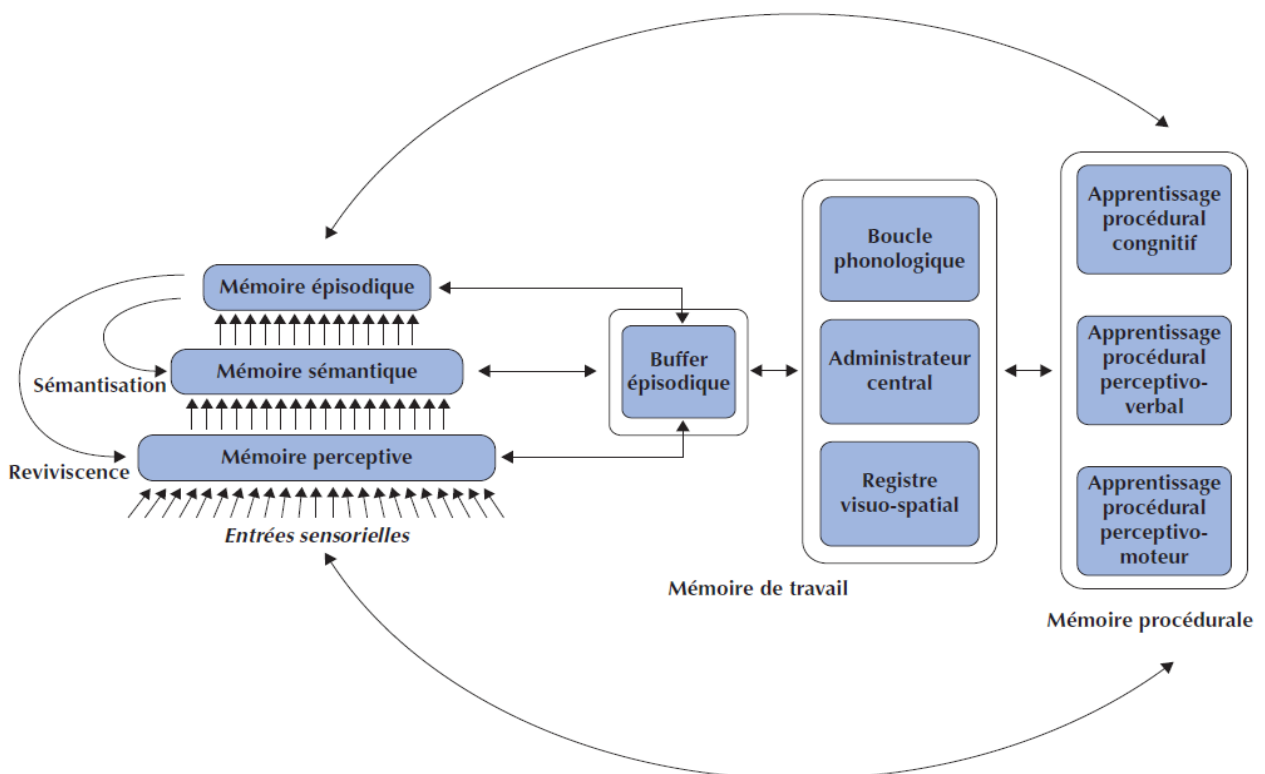 Mémoire épisodique
Sémantisation
Mémoire sémantique
Reviviscence
Mémoire perceptive
Entrées sensorielles
Buffer
épisodique
Boucle
phonologique
Administrateur
central
Registre
visuo-spatial
Mémoire de travail
Apprentissage
procédural
congnitif
Apprentissage
procédural
perceptivo-
verbal
Apprentissage
procédural
perceptivo-
moteur
Mémoire procédurale